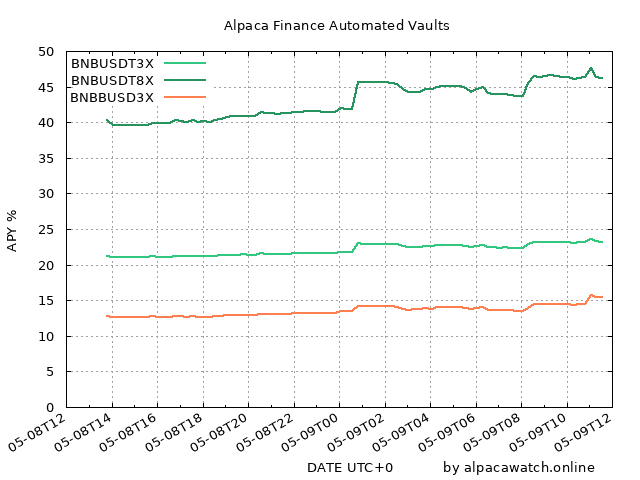 Alpaca Finance Automated Vaults
BNBUSDT3X
BNBUSDT8X
BNBBUSD3X
APY %
50
45
40
35
30
25
20
15
10
5
0
05-08T12
05-08T14
05-08T16
05-08T18
05-08T20
05-08T22
05-09T00
05-09T02
05-09T04
05-09T06
05-09T08
05-09T10
05-09T12
DATE UTC+0
by alpacawatch.online